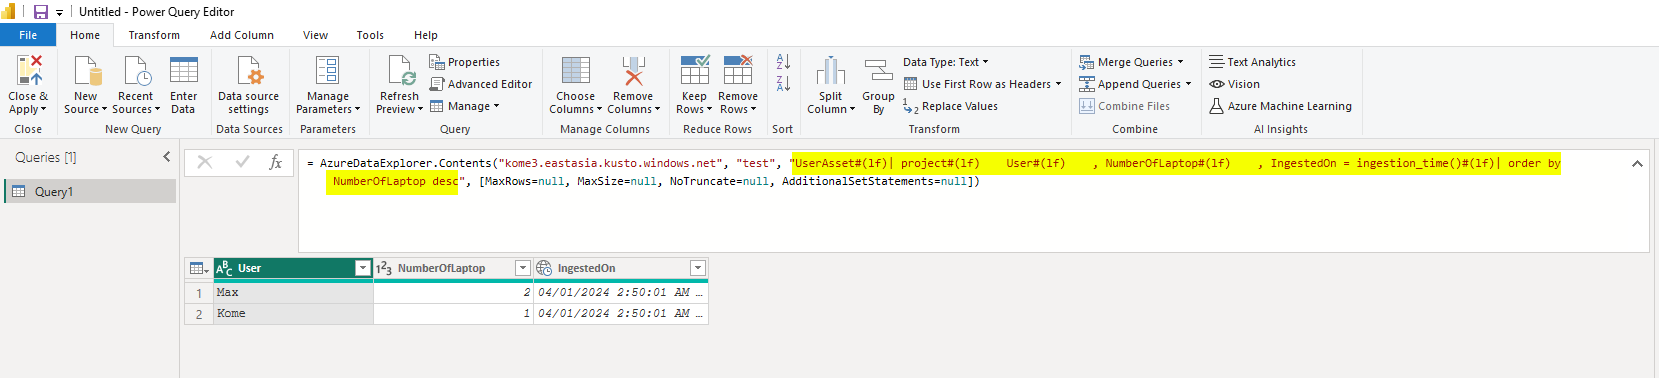 Untitled - Power Query Editor
File Home Transform Add Column View Tools Help
Close & Apply
New Source
Recent Sources
Enter Data
Data source settings
Manage Parameters
Refresh Preview
Properties
Advanced Editor
Manage
Choose Columns
Remove Columns
Keep Rows
Remove Rows
A
Z
Z
A
Split Column
Group By
Data Type: Text
Use First Row as Headers
1
2
Replace Values
Merge Queries
Append Queries
Combine Files
Text Analytics
Vision
Azure Machine Learning
Close New Query Data Sources Parameters Query Manage Columns Reduce Rows Sort Transform Combine AI Insights
Queries [1]
Query1
fx
= AzureDataExplorer.Contents("kome3.eastasia.kusto.windows.net", "test", "UserAsset#(lf)| project#(lf)    User#(lf)    , NumberOfLaptop#(lf)    , IngestedOn = ingestion_time()#(lf)| order by
NumberOfLaptop desc", [MaxRows=null, MaxSize=null, NoTruncate=null, AdditionalSetStatements=null])
ABC User 123 NumberOfLaptop IngestedOn
1 Max 2 04/01/2024 2:50:01 AM …
2 Kome 1 04/01/2024 2:50:01 AM …